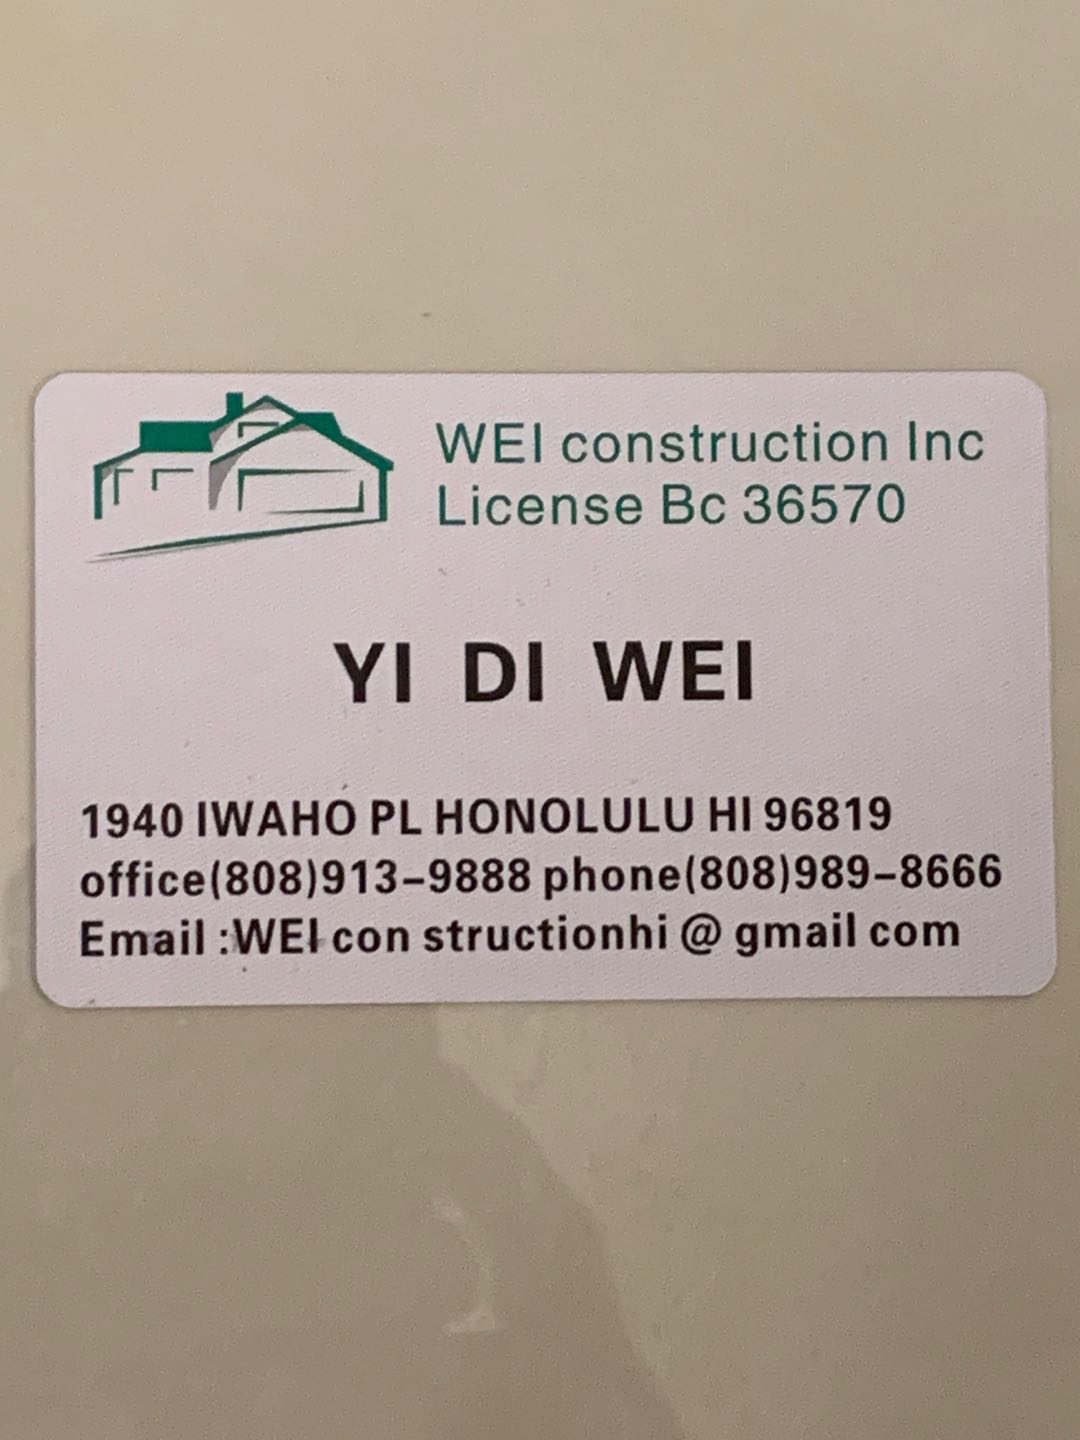 WEI construction Inc
License Bc 36570
YI DI WEI
1940 IWAHO PL HONOLULU HI 96819
office(808)913-9888 phone(808)989-8666
Email :WEI con structionhi @ gmail com